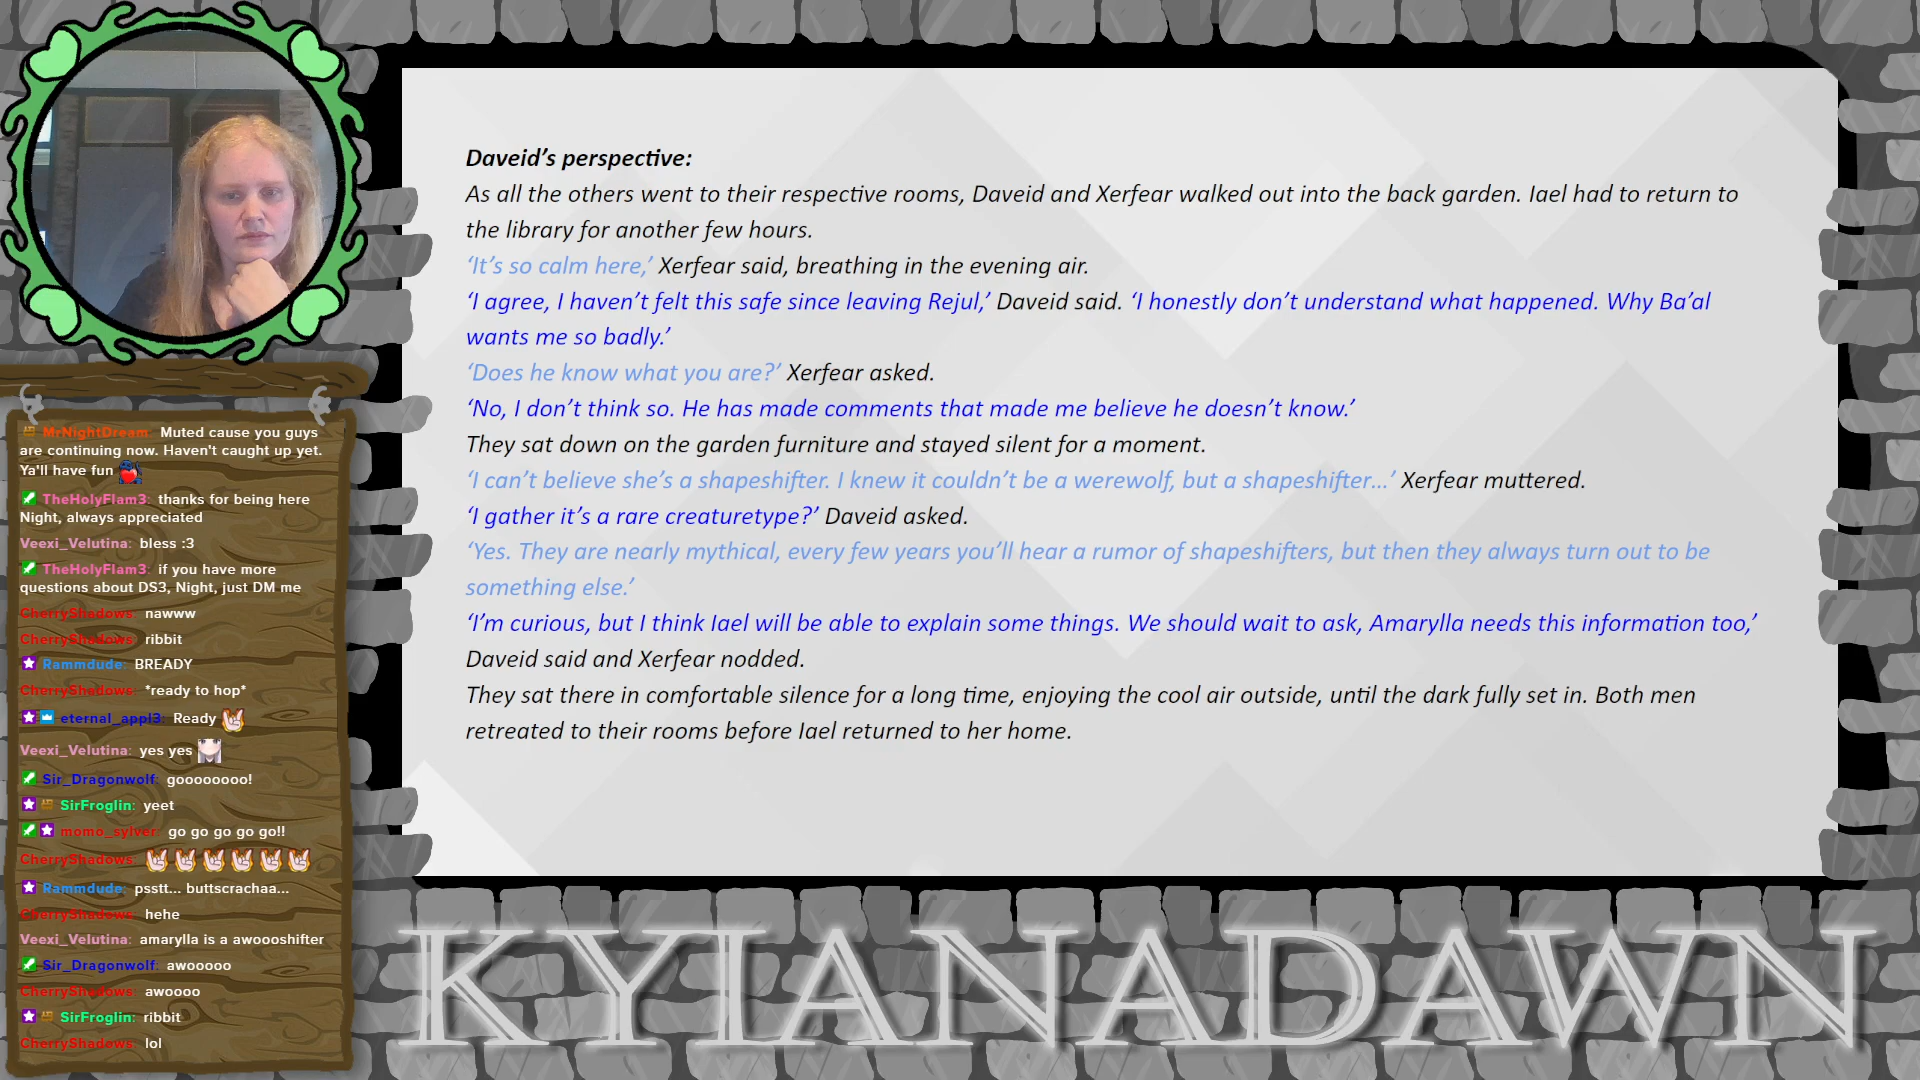 MrNightDream: Muted cause you guys
are continuing now. Haven't caught up yet.
Ya'll have fun
TheHolyFlam3: thanks for being here
Night, always appreciated
Veexi_Velutina: bless :3
TheHolyFlam3: if you have more
questions about DS3, Night, just DM me
CherryShadows: nawww
CherryShadows: ribbit
Rammdude: BREADY
CherryShadows: *ready to hop*
eternal_appl3: Ready
Veexi_Velutina: yes yes
Sir_Dragonwolf: goooooooo!
SirFroglin: yeet
momo_sylver: go go go go go!!
CherryShadows:
Rammdude: psstt... buttscrachaa...
CherryShadows: hehe
Veexi_Velutina: amarylla is a awoooshifter
Sir_Dragonwolf: awooooo
CherryShadows: awoooo
SirFroglin: ribbit
CherryShadows: lol
Daveid’s perspective:
As all the others went to their respective rooms, Daveid and Xerfear walked out into the back garden. Iael had to return to
the library for another few hours.
‘It’s so calm here,’ Xerfear said, breathing in the evening air.
‘I agree, I haven’t felt this safe since leaving Rejul,’ Daveid said. ‘I honestly don’t understand what happened. Why Ba’al
wants me so badly.’
‘Does he know what you are?’ Xerfear asked.
‘No, I don’t think so. He has made comments that made me believe he doesn’t know.’
They sat down on the garden furniture and stayed silent for a moment.
‘I can’t believe she’s a shapeshifter. I knew it couldn’t be a werewolf, but a shapeshifter…’ Xerfear muttered.
‘I gather it’s a rare creaturetype?’ Daveid asked.
‘Yes. They are nearly mythical, every few years you’ll hear a rumor of shapeshifters, but then they always turn out to be
something else.’
‘I’m curious, but I think Iael will be able to explain some things. We should wait to ask, Amarylla needs this information too,’
Daveid said and Xerfear nodded.
They sat there in comfortable silence for a long time, enjoying the cool air outside, until the dark fully set in. Both men
retreated to their rooms before Iael returned to her home.
KYIANADAWN